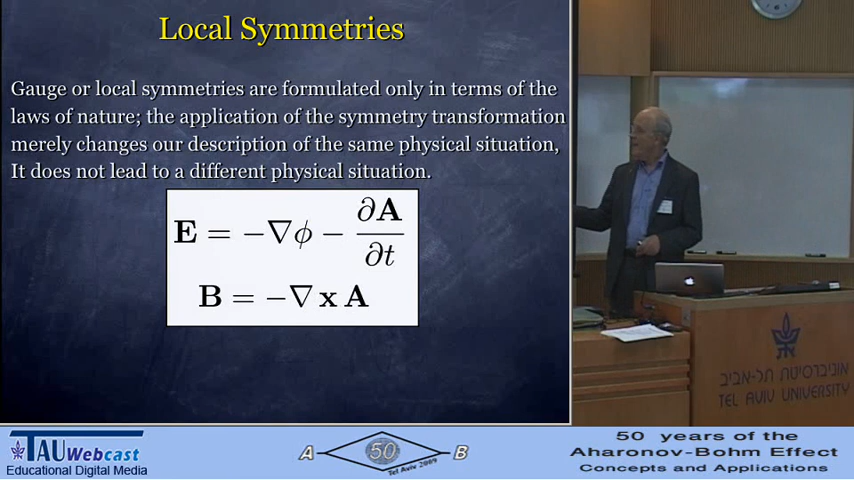 Local Symmetries
Gauge or local symmetries are formulated only in terms of the
laws of nature; the application of the symmetry transformation
merely changes our description of the same physical situation,
It does not lead to a different physical situation.
E = −∇ϕ − ∂A/∂t
B = −∇ x A
אוניברסיטת תל-אביב
TEL AVIV UNIVERSITY
TAU Webcast
Educational Digital Media
A 50 B
Tel Aviv 2009
50 years of the
Aharonov-Bohm Effect
Concepts and Applications